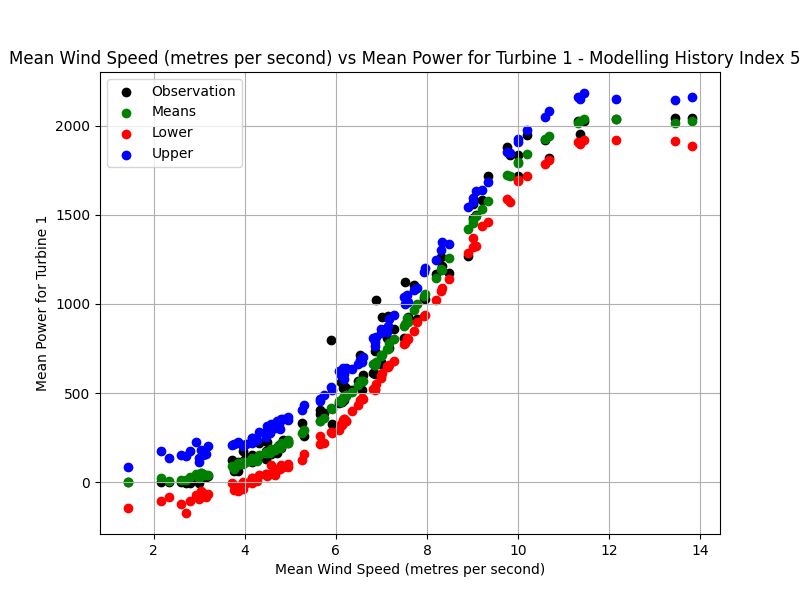 Mean Wind Speed (metres per second) vs Mean Power for Turbine 1 - Modelling History Index 5
Observation
Means
Lower
Upper
2000
1500
1000
500
0
Mean Power for Turbine 1
2 4 6 8 10 12 14
Mean Wind Speed (metres per second)